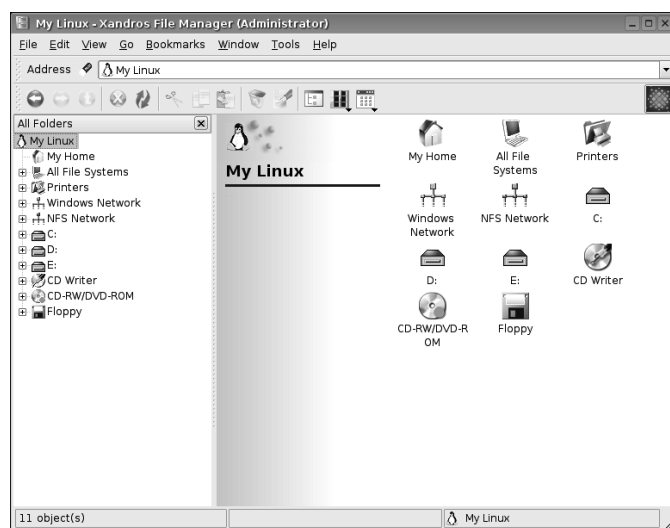 My Linux - Xandros File Manager (Administrator)
File Edit View Go Bookmarks Window Tools Help
Address My Linux
All Folders
My Linux
My Home
All File Systems
Printers
Windows Network
NFS Network
C:
D:
E:
CD Writer
CD-RW/DVD-ROM
Floppy
My Linux
My Home
All File
Systems
Printers
Windows
Network
NFS Network
C:
D:
E:
CD Writer
CD-RW/DVD-R
OM
Floppy
11 object(s)
My Linux